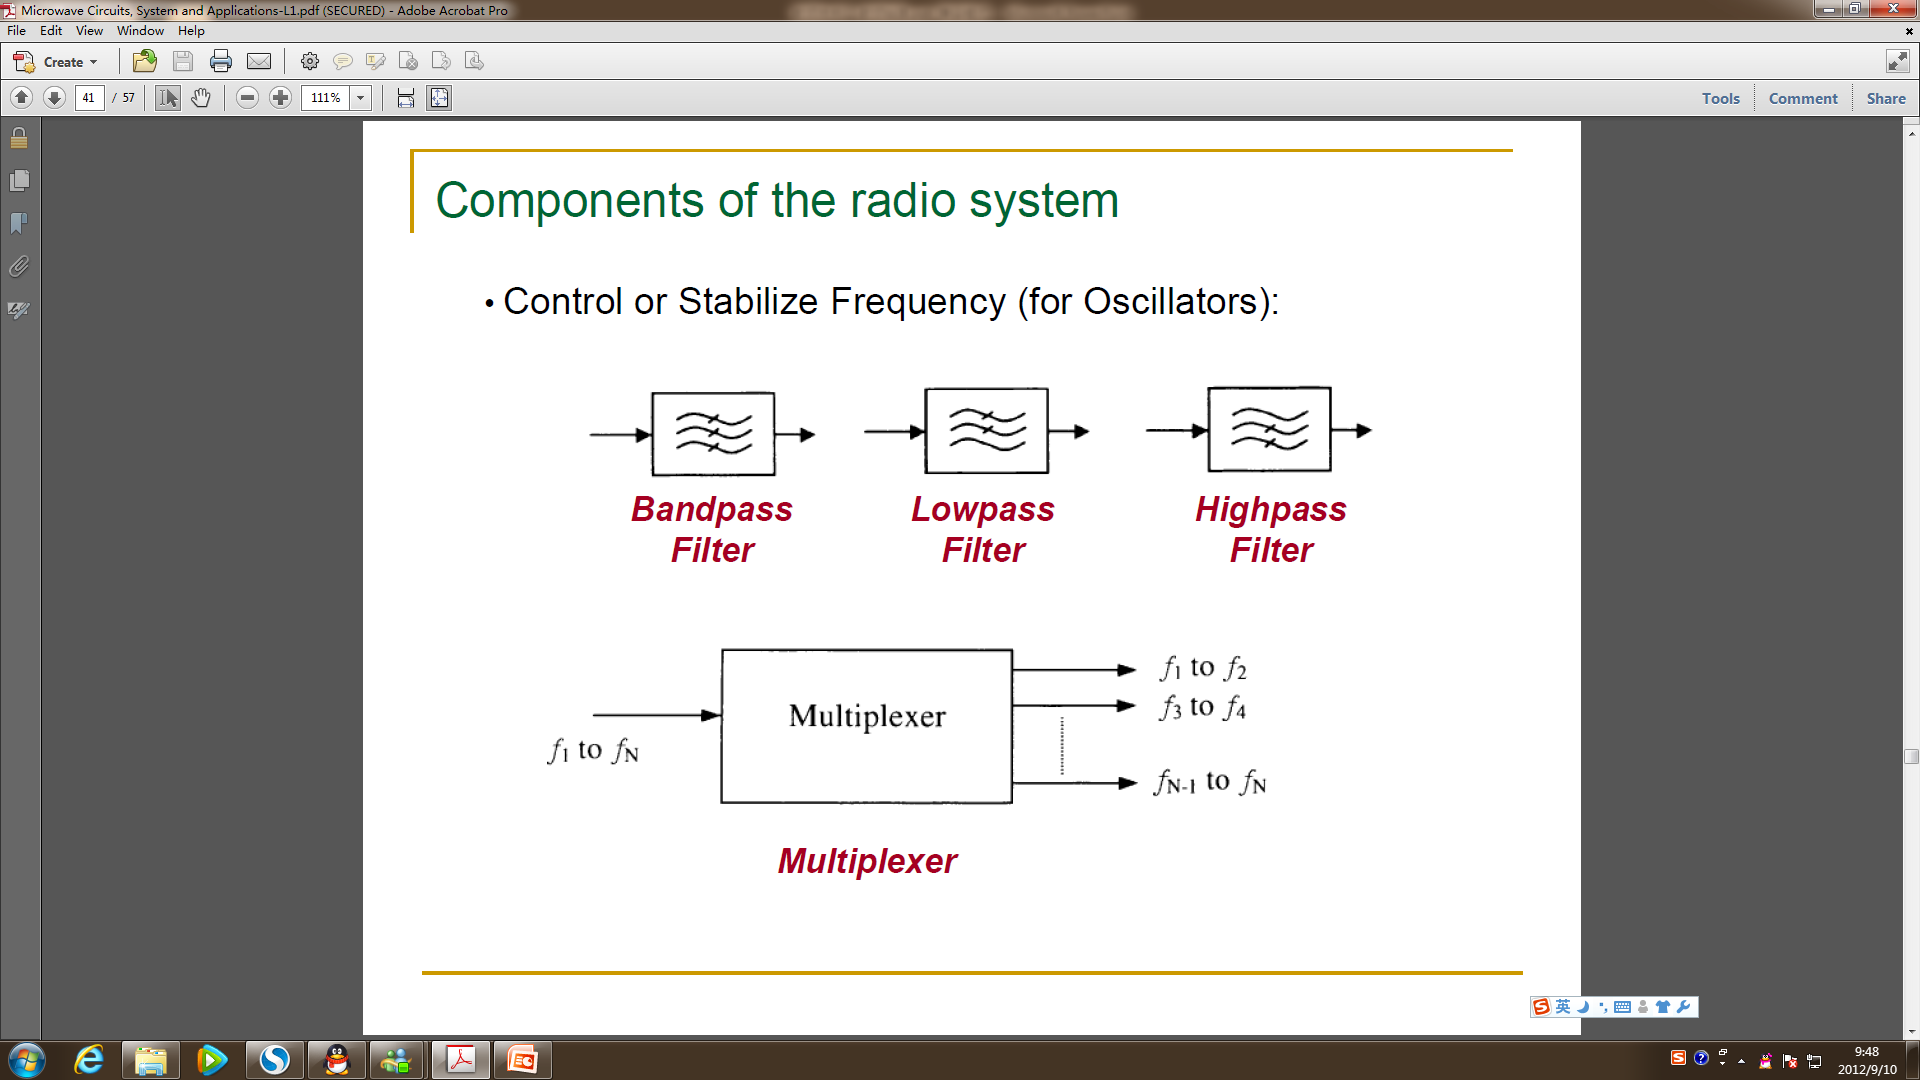 Microwave Circuits, System and Applications-L1.pdf (SECURED) - Adobe Acrobat Pro
File Edit View Window Help
Create
41 / 57 111% Tools Comment Share
Components of the radio system
• Control or Stabilize Frequency (for Oscillators):
Bandpass Lowpass Highpass
Filter Filter Filter
f1 to f2
Multiplexer
f3 to f4
f1 to fN
fN-1 to fN
Multiplexer
英
9:48
2012/9/10